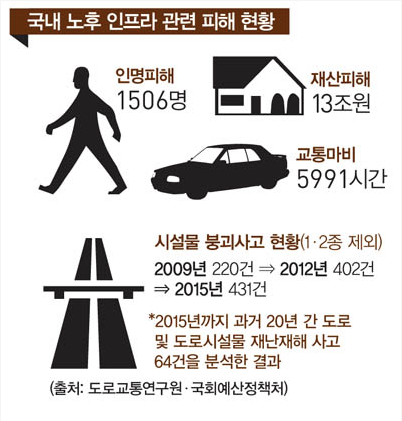 국내 노후 인프라 관련 피해 현황
인명피해
1506명
재산피해
13조원
교통마비
5991시간
시설물 붕괴사고 현황(1·2종 제외)
2009년 220건 ⇒ 2012년 402건
⇒ 2015년 431건
*2015년까지 과거 20년 간 도로
및 도로시설물 재난재해 사고
64건을 분석한 결과
(출처: 도로교통연구원·국회예산정책처)